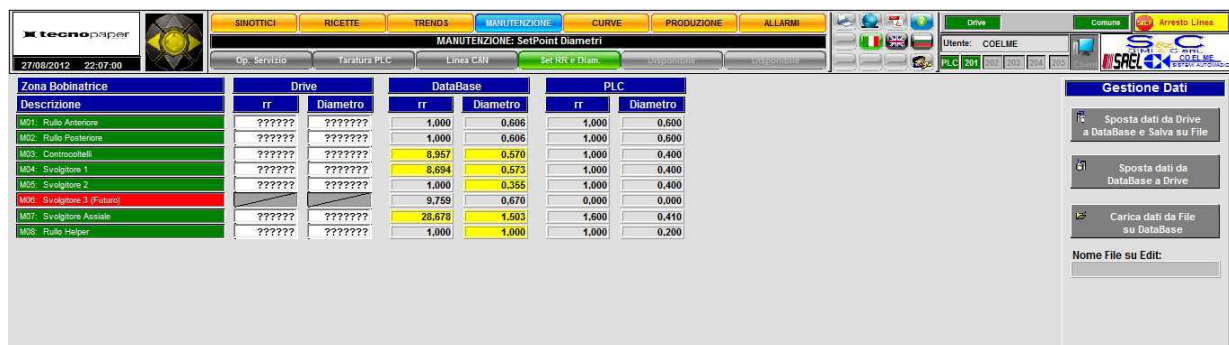 tecnopaper
27/08/2012 22:07:00
SINOTTICI RICETTE TRENDS MANUTENZIONE CURVE PRODUZIONE ALLARMI
MANUTENZIONE: SetPoint Diametri
Op. Servizio Taratura PLC Linea CAN Set RR e Diam. Disponibile Disponibile
Drive
Utente: COELME
PLC 201 202 203 204 205
Comune Arresto Linea
Client
SAEL COELME
Zona Bobinatrice Drive DataBase PLC
Descrizione rr Diametro rr Diametro rr Diametro
M01: Rullo Anteriore ?????? ??????? 1,000 0,606 1,000 0,600
M02: Rullo Posteriore ?????? ??????? 1,000 0,606 1,000 0,600
M03: Controcoltelli ?????? ??????? 8,957 0,570 1,000 0,400
M04: Svolgitore 1 ?????? ??????? 8,694 0,573 1,000 0,400
M05: Svolgitore 2 ?????? ??????? 1,000 0,355 1,000 0,400
M06: Svolgitore 3 (Futuro) 9,759 0,670 0,000 0,000
M07: Svolgitore Assiale ?????? ??????? 28,678 1,503 1,600 0,410
M08: Rullo Helper ?????? ??????? 1,000 1,000 1,000 0,200
Gestione Dati
Sposta dati da Drive
a DataBase e Salva su File
Sposta dati da
DataBase a Drive
Carica dati da File
su DataBase
Nome File su Edit: